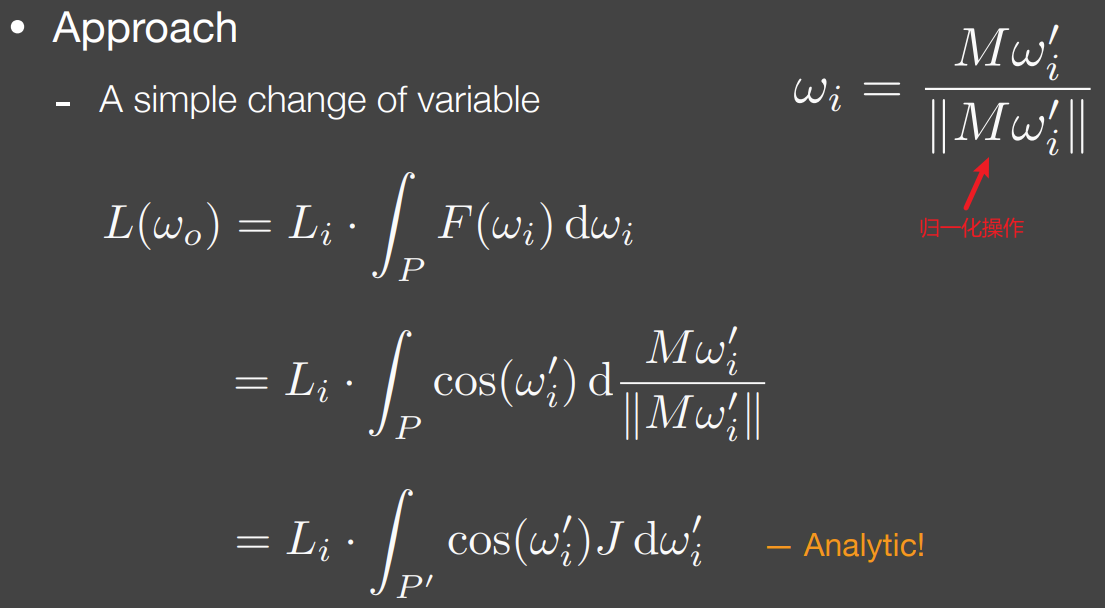 • Approach
- A simple change of variable
ω_i = Mω′_i / ‖Mω′_i‖
归一化操作
L(ω_o) = L_i · ∫_P F(ω_i) dω_i
= L_i · ∫_P cos(ω′_i) d Mω′_i / ‖Mω′_i‖
= L_i · ∫_P′ cos(ω′_i) J dω′_i
– Analytic!